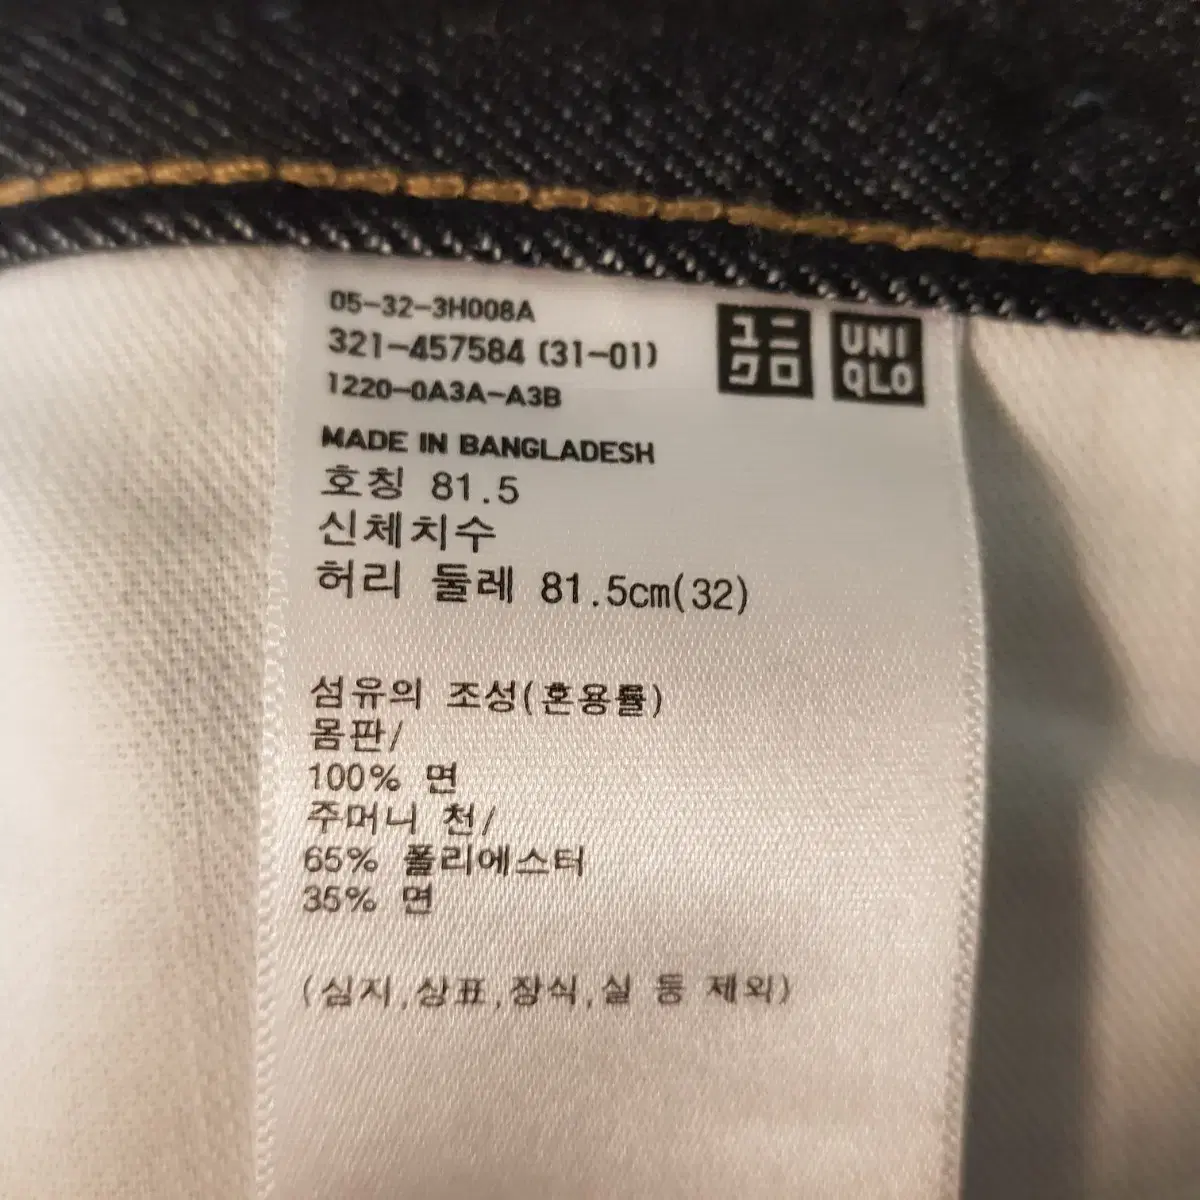 05-32-3H008A
321-457584 (31-01)
1220-0A3A-A3B
ユニ
クロ
UNI
QLO
MADE IN BANGLADESH
호칭 81.5
신체치수
허리 둘레 81.5cm(32)
섬유의 조성(혼용률)
몸판/
100% 면
주머니 천/
65% 폴리에스터
35% 면
(심지,상표,장식,실 등 제외)